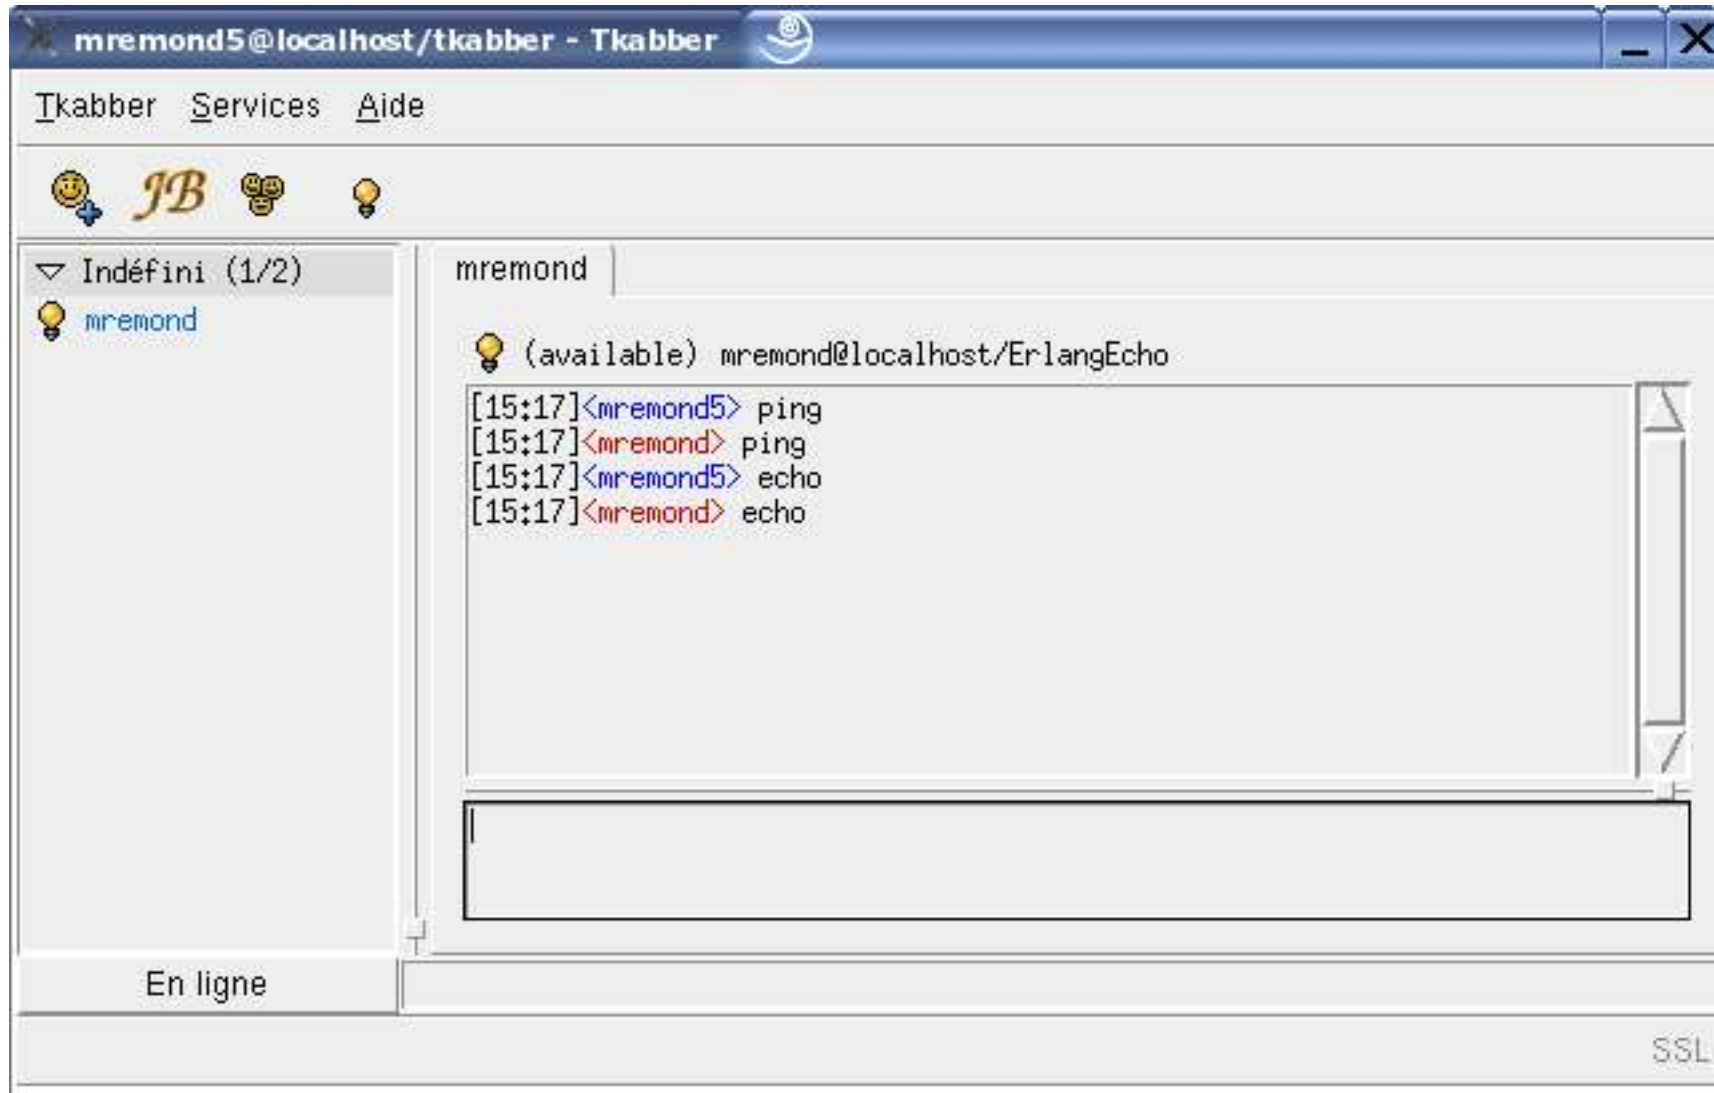 mremond5@localhost/tkabber - Tkabber
Tkabber Services Aide
JB
Indéfini (1/2)
mremond
mremond
(available) mremond@localhost/ErlangEcho
[15:17]<mremond5> ping
[15:17]<mremond> ping
[15:17]<mremond5> echo
[15:17]<mremond> echo
En ligne
SSL